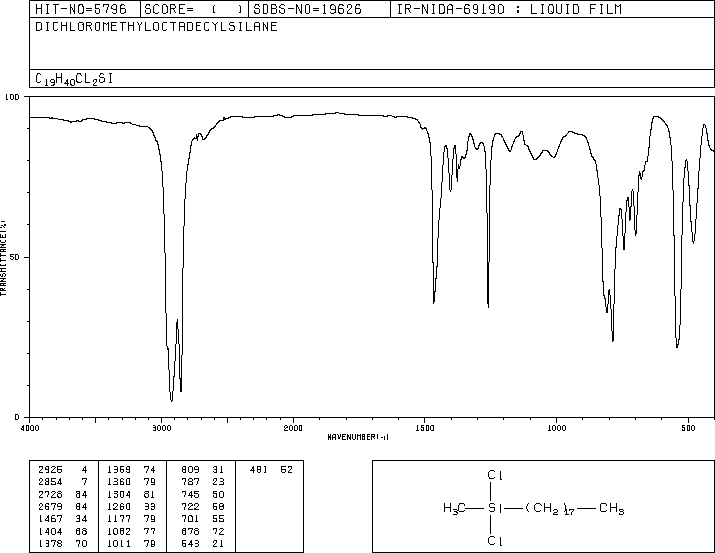 HIT-NO=5796 SCORE= ( ) SDBS-NO=19626 IR-NIDA-69190 : LIQUID FILM
DICHLOROMETHYLOCTADECYLSILANE
C19H40CL2SI
100
50
0
TRANSMITTANCE(%)
4000 3000 2000 1500 1000 500
WAVENUMBER(-1)
2925 4 1369 74 809 31 481 52
2854 7 1360 79 787 23
2728 84 1304 81 745 50
2679 84 1260 33 722 58
1467 34 1177 79 701 55
1404 68 1082 77 678 72
1378 70 1011 79 543 21
Cl
H3C—Si—(CH2)17—CH3
Cl